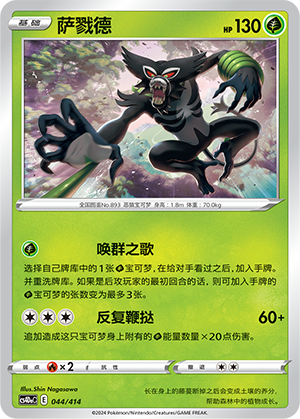 基础 萨戮德 HP 130
全国图鉴No.893 恶猿宝可梦 身高：1.8m 体重：70.0kg
唤群之歌
选择自己牌库中的1张宝可梦，在给对手看过之后，加入手牌。
并重洗牌库。如果是后攻玩家的最初回合的话，则可加入手牌的
宝可梦的张数变为最多3张。
反复鞭挞 60+
追加造成这只宝可梦身上附有的能量数量×20点伤害。
弱点 ×2 抵抗力 撤退
Illus.Shin Nagasawa
E 044/414
长在身上的藤蔓断掉之后会变成土壤的养分，
帮助森林中的植物成长。
©2024 Pokémon/Nintendo/Creatures/GAME FREAK.